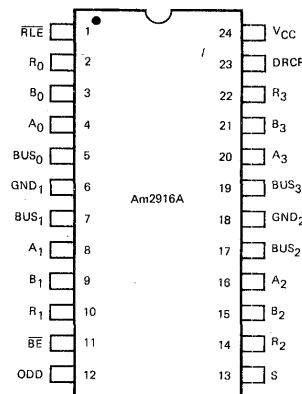 R̅L̅E̅ 1 24 VCC
R0 2 23 DRCP
B0 3 22 R3
A0 4 21 B3
BUS0 5 20 A3
GND1 6 19 BUS3
Am2916A
BUS1 7 18 GND2
A1 8 17 BUS2
B1 9 16 A2
R1 10 15 B2
B̅E̅ 11 14 R2
ODD 12 13 S